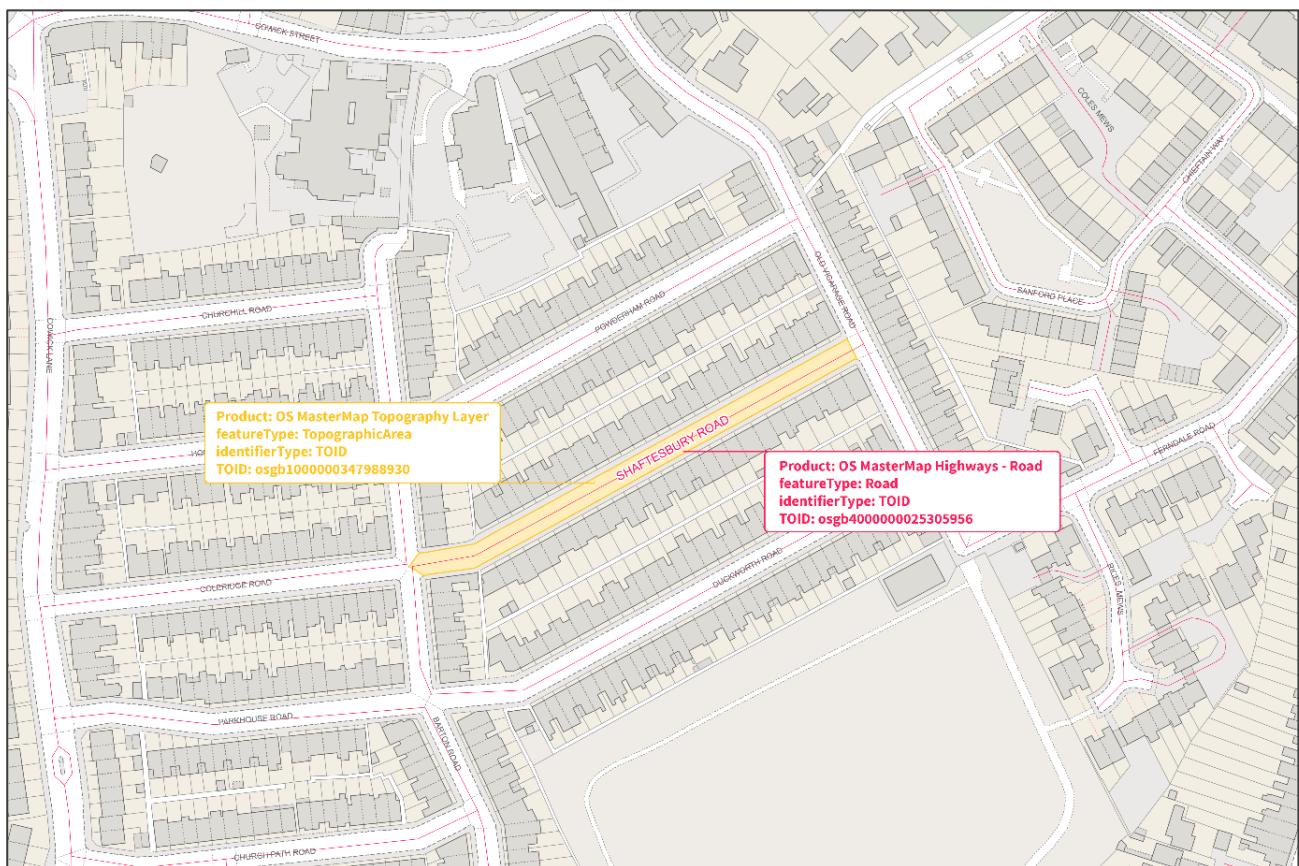 COWICK STREET
COLES MEWS
CHIEFTAIN WAY
OLD VICARAGE ROAD
SANFORD PLACE
POWDERHAM ROAD
CHURCHILL ROAD
COWICK LANE
Product: OS MasterMap Topography Layer
featureType: TopographicArea
identifierType: TOID
TOID: osgb1000000347988930
SHAFTESBURY ROAD
FERNDALE ROAD
Product: OS MasterMap Highways - Road
featureType: Road
identifierType: TOID
TOID: osgb4000000025305956
COLERIDGE ROAD
DUCKWORTH ROAD
RICES MEWS
PARKHOUSE ROAD
BARTON ROAD
CHURCH PATH ROAD